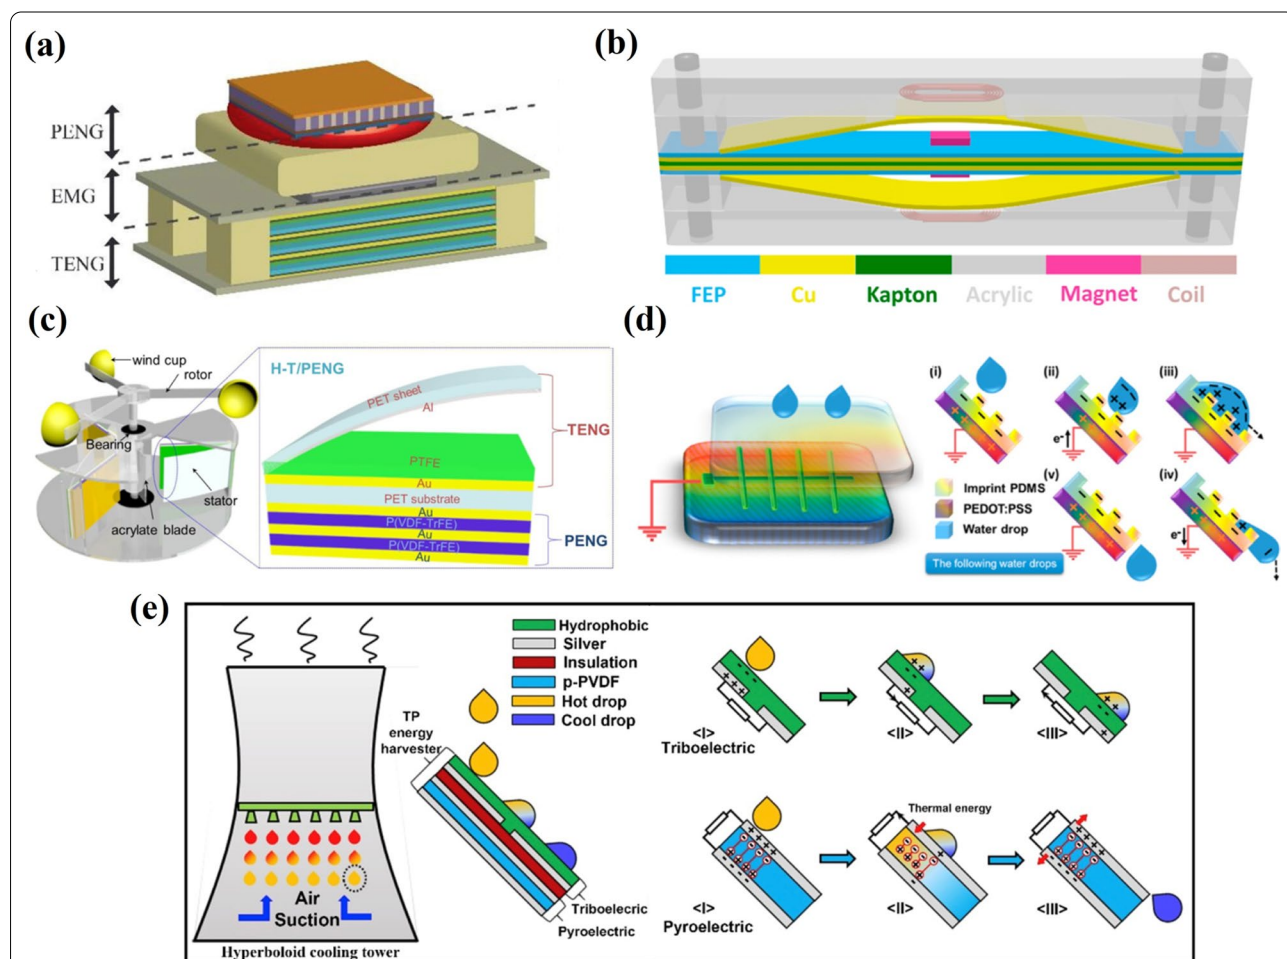 (a)
PENG
EMG
TENG
(b)
FEP Cu Kapton Acrylic Magnet Coil
(c)
wind cup
rotor
Bearing
stator
acrylate blade
H-T/PENG
PET sheet
Al
TENG
PTFE
Au
PET substrate
Au
P(VDF-TrFE)
Au
P(VDF-TrFE)
Au
PENG
(d)
(i)
(ii)
(iii)
e-
Imprint PDMS
PEDOT:PSS
Water drop
(v)
(iv)
e-
The following water drops
(e)
Air
Suction
Hyperboloid cooling tower
Hydrophobic
Silver
Insulation
p-PVDF
Hot drop
Cool drop
TP
energy
harvester
Triboelecric
Pyroelectric
<I>
Triboelectric
<II>
<III>
Thermal energy
<I>
Pyroelectric
<II>
<III>